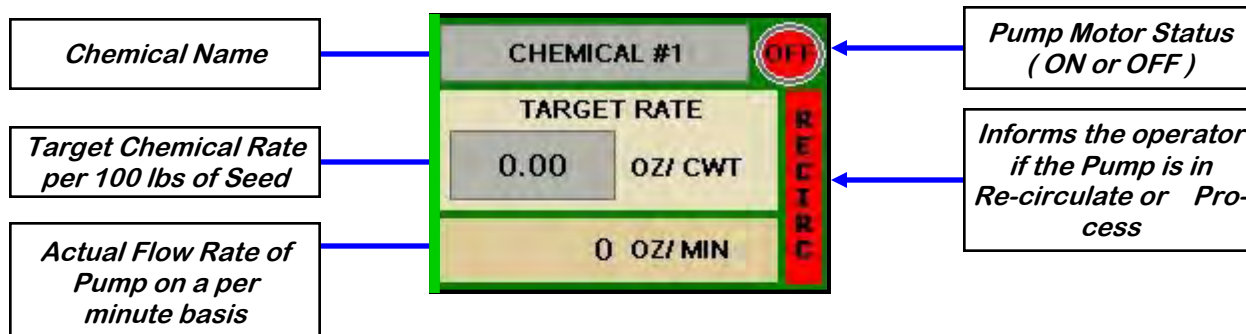 Chemical Name
Target Chemical Rate
per 100 lbs of Seed
Actual Flow Rate of
Pump on a per
minute basis
CHEMICAL #1
OFF
TARGET RATE
0.00 OZ/ CWT
0 OZ/ MIN
RECIRC
Pump Motor Status
( ON or OFF )
Informs the operator
if the Pump is in
Re-circulate or Pro-
cess